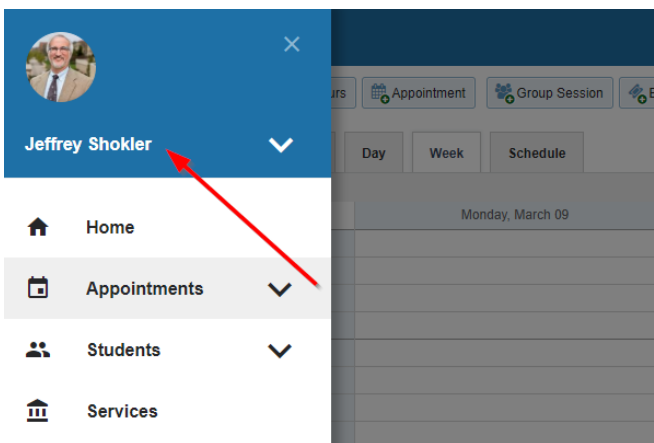 Jeffrey Shokler
Home
Appointments
Students
Services
Appointment
Group Session
Day
Week
Schedule
Monday, March 09